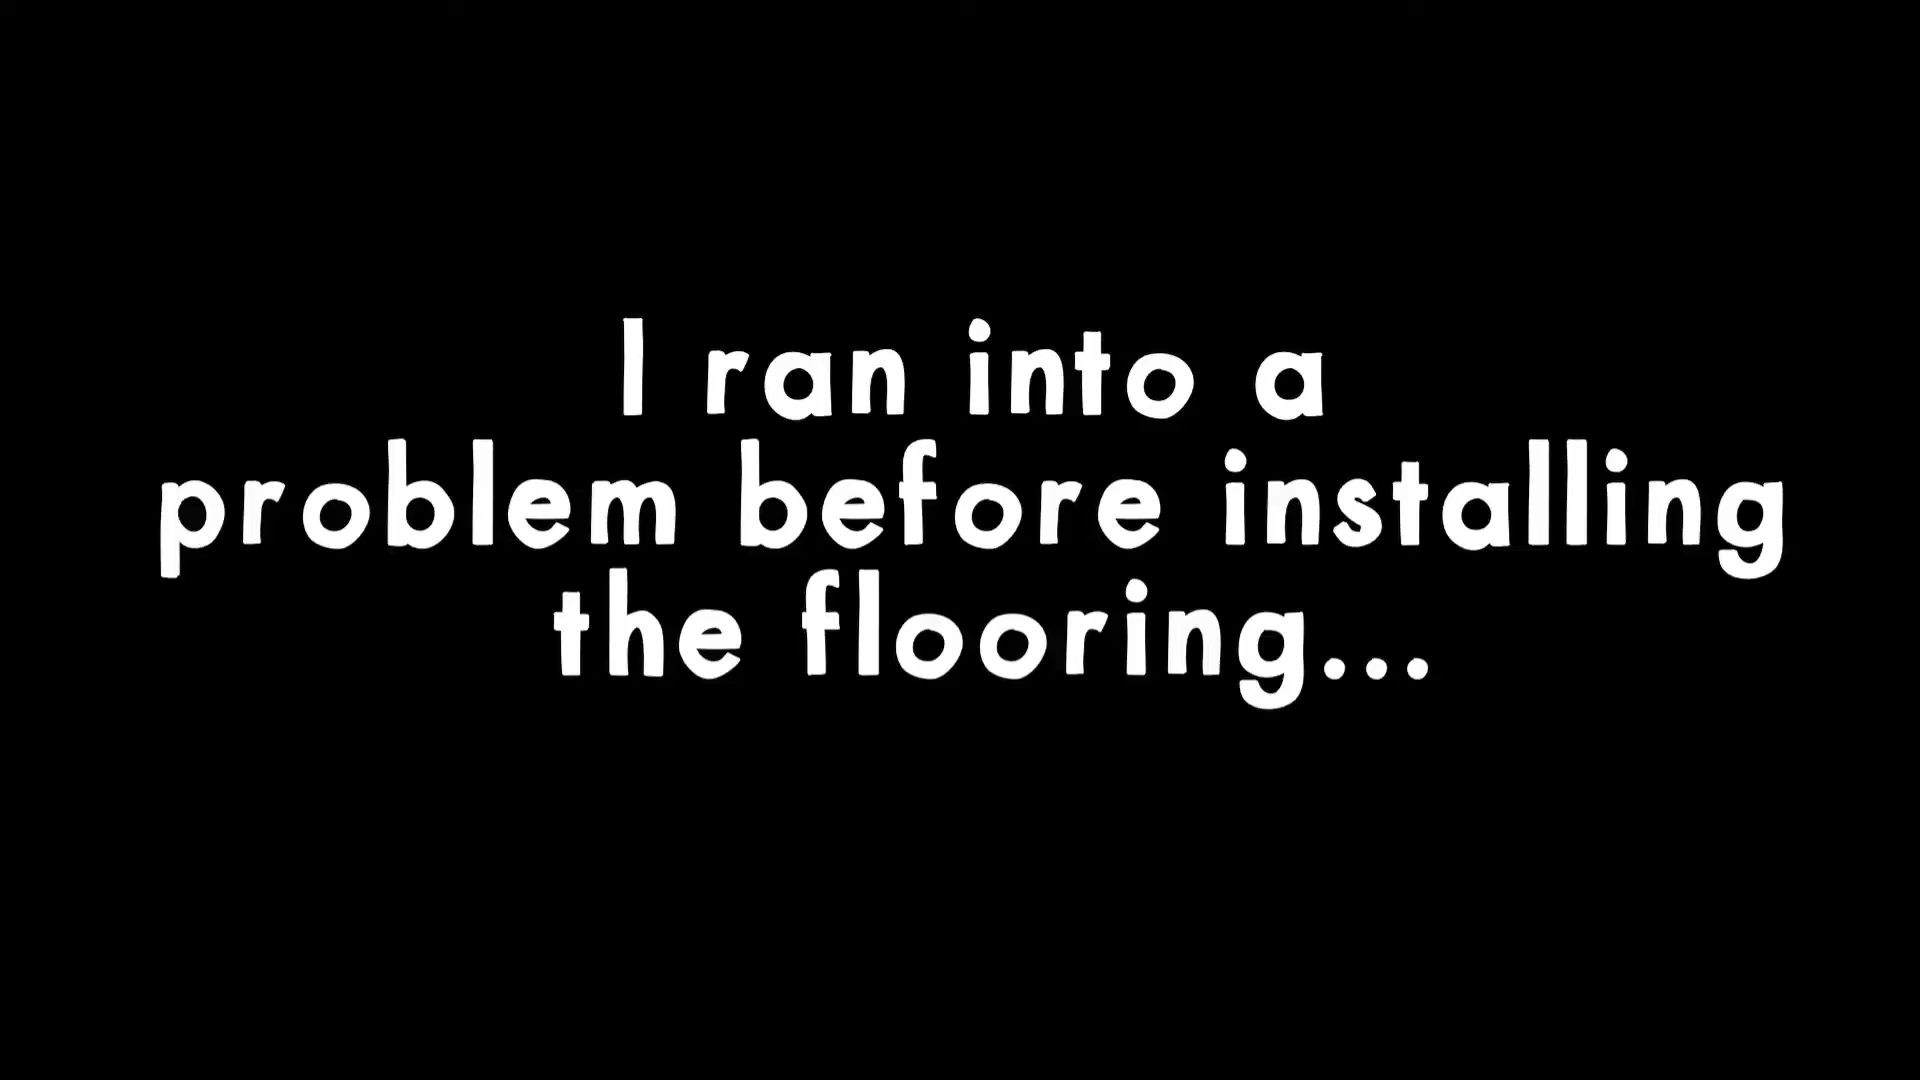 I ran into a
problem before installing
the flooring...